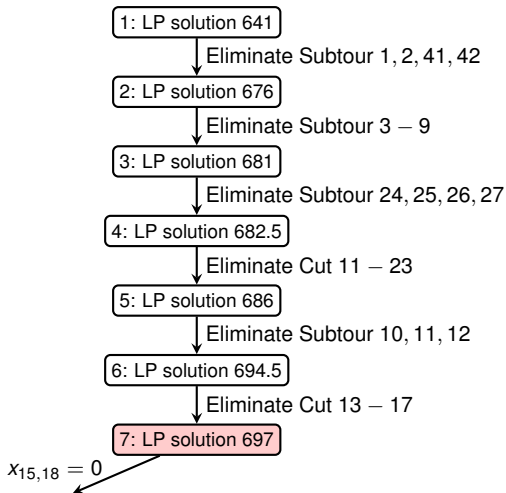 1: LP solution 641
Eliminate Subtour 1, 2, 41, 42
2: LP solution 676
Eliminate Subtour 3 − 9
3: LP solution 681
Eliminate Subtour 24, 25, 26, 27
4: LP solution 682.5
Eliminate Cut 11 − 23
5: LP solution 686
Eliminate Subtour 10, 11, 12
6: LP solution 694.5
Eliminate Cut 13 − 17
7: LP solution 697
x15,18 = 0